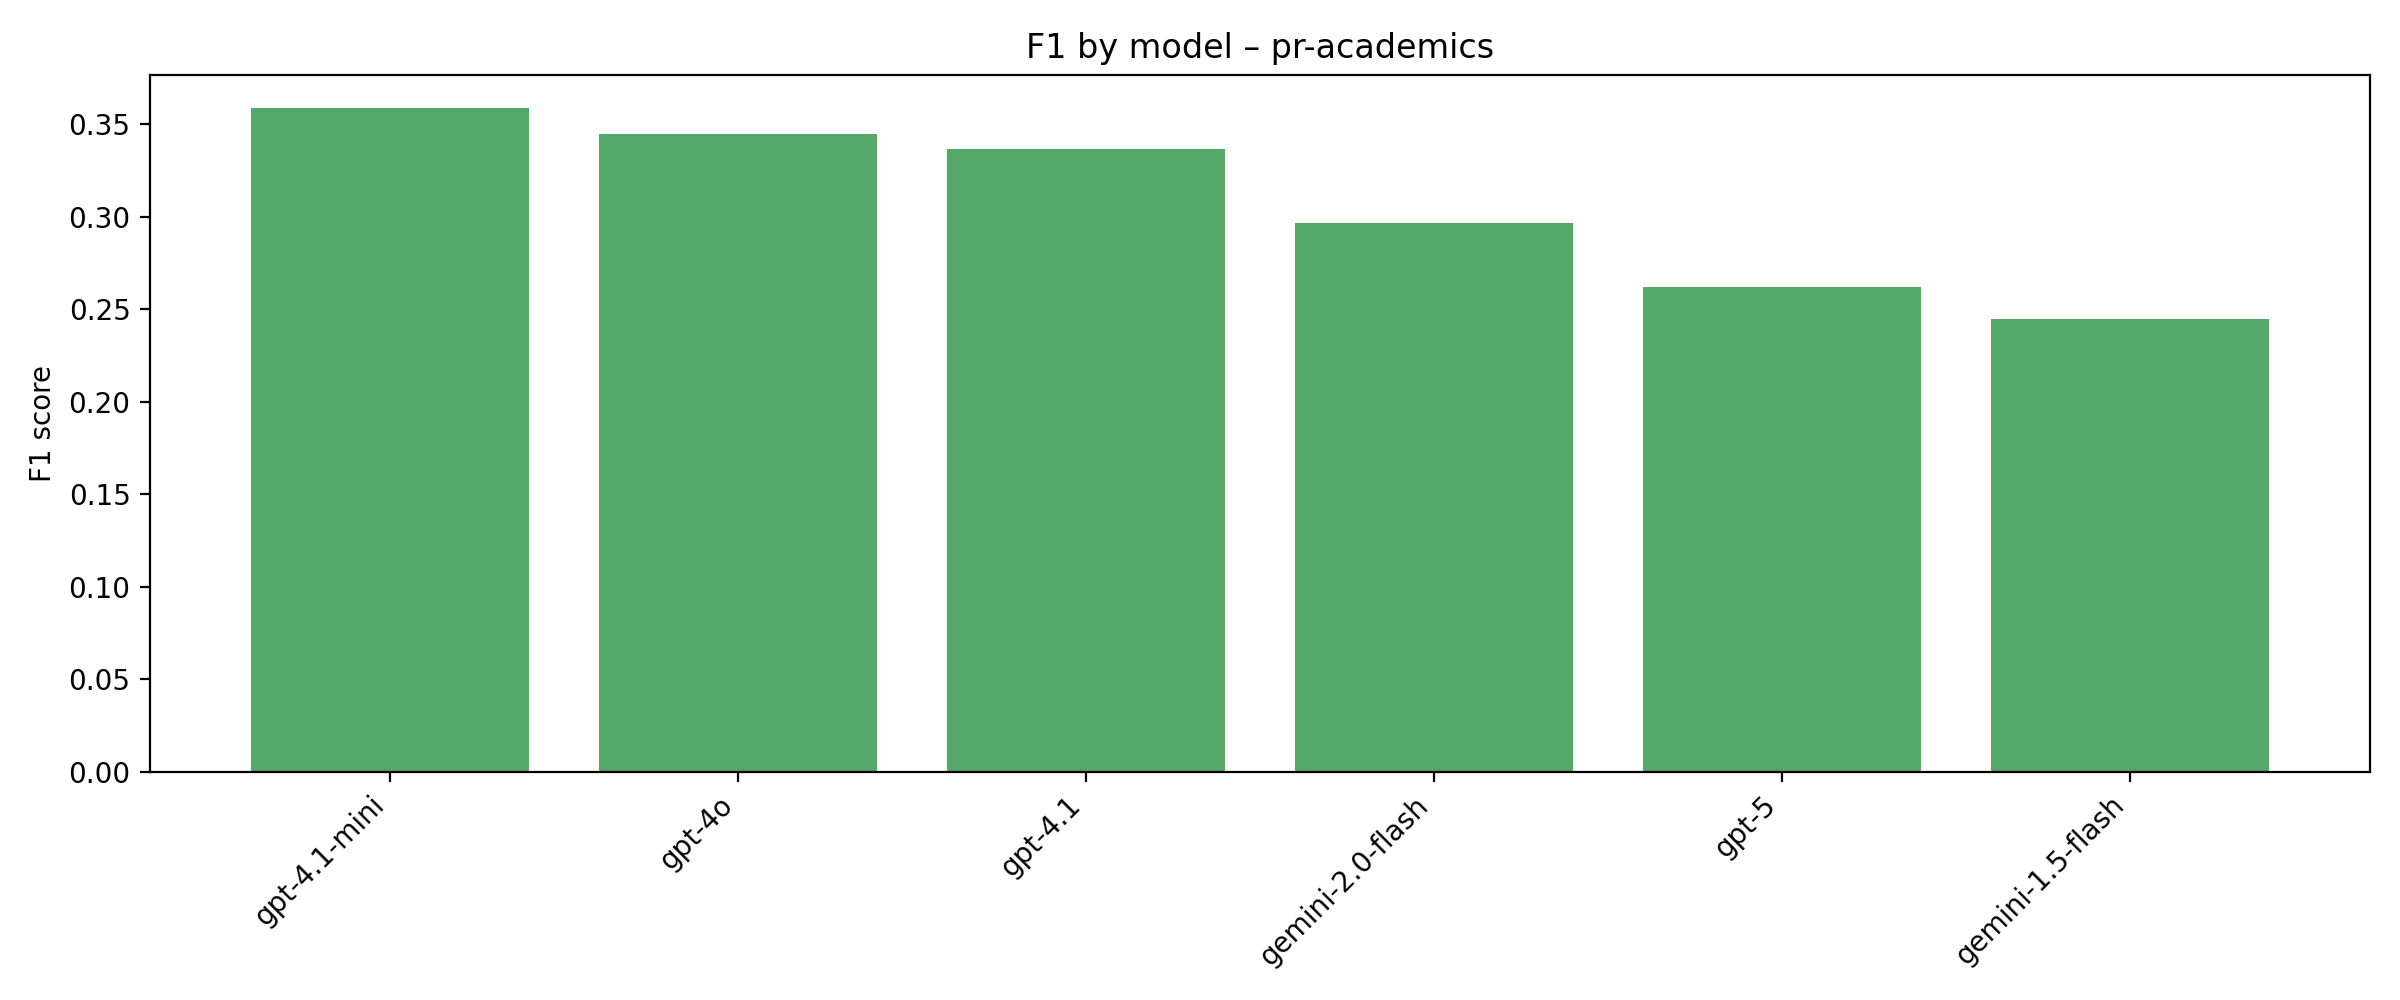 F1 by model – pr-academics
F1 score
0.35
0.30
0.25
0.20
0.15
0.10
0.05
0.00
gpt-4.1-mini
gpt-4o
gpt-4.1
gemini-2.0-flash
gpt-5
gemini-1.5-flash